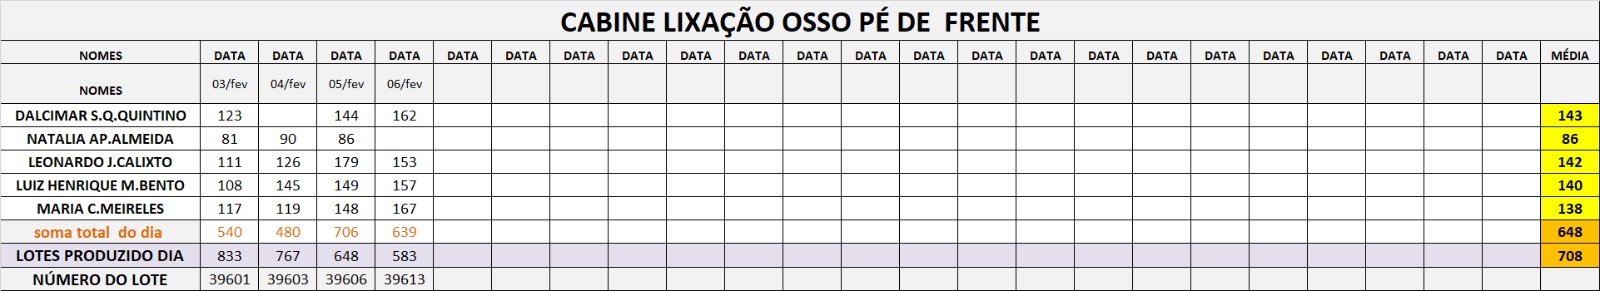 CABINE LIXAÇÃO OSSO PÉ DE  FRENTE
NOMES DATA DATA DATA DATA DATA DATA DATA DATA DATA DATA DATA DATA DATA DATA DATA DATA DATA DATA DATA DATA DATA DATA DATA MÉDIA
NOMES 03/fev 04/fev 05/fev 06/fev
DALCIMAR S.Q.QUINTINO 123 144 162 143
NATALIA AP.ALMEIDA 81 90 86 86
LEONARDO J.CALIXTO 111 126 179 153 142
LUIZ HENRIQUE M.BENTO 108 145 149 157 140
MARIA C.MEIRELES 117 119 148 167 138
soma total  do dia 540 480 706 639 648
LOTES PRODUZIDO DIA 833 767 648 583 708
NÚMERO DO LOTE 39601 39603 39606 39613